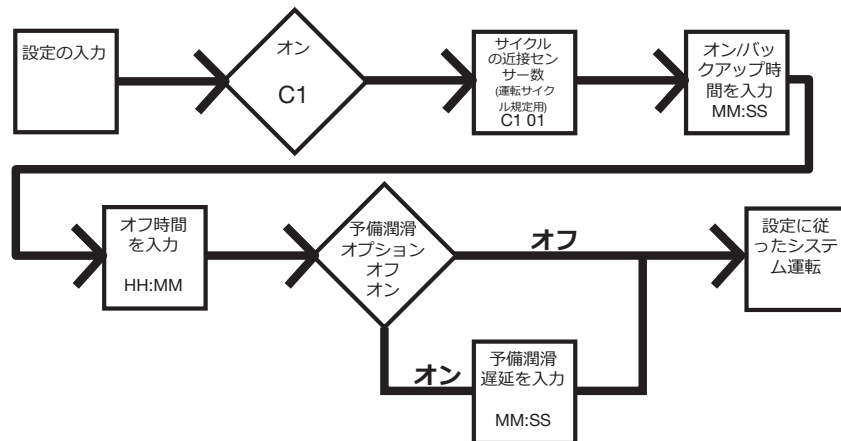 設定の入力
オン
C1
サイクル
の近接セン
サー数
(運転サイク
ル規定用)
C1 01
オン/バッ
クアップ時
間を入力
MM:SS
オフ時間
を入力
HH:MM
予備潤滑
オプション
オフ
オン
オフ
設定に従
ったシステ
ム運転
オン
予備潤滑
遅延を入力
MM:SS